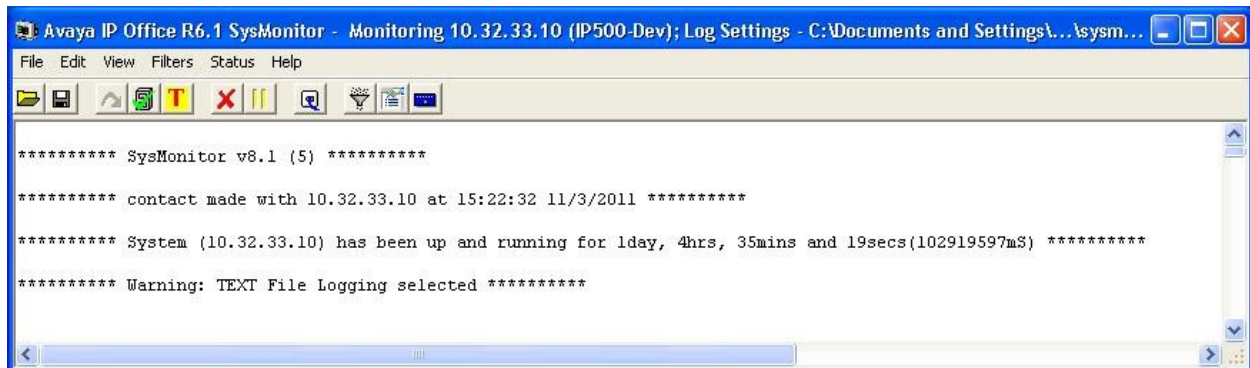 Avaya IP Office R6.1 SysMonitor - Monitoring 10.32.33.10 (IP500-Dev); Log Settings - C:\Documents and Settings\...\sysm...
File Edit View Filters Status Help
T
********** SysMonitor v8.1 (5) **********
********** contact made with 10.32.33.10 at 15:22:32 11/3/2011 **********
********** System (10.32.33.10) has been up and running for 1day, 4hrs, 35mins and 19secs(102919597mS) **********
********** Warning: TEXT File Logging selected **********